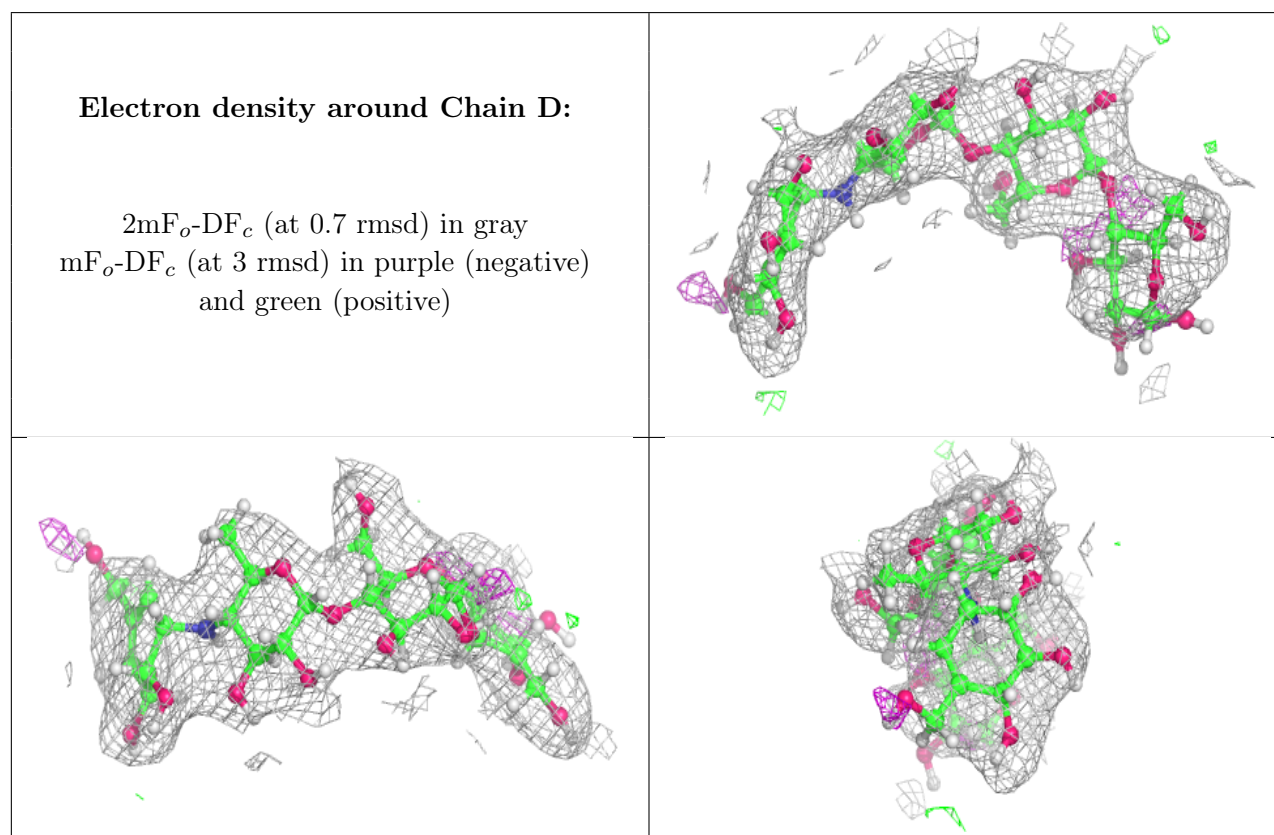 Electron density around Chain D:
2mFₒ-DF𝒸 (at 0.7 rmsd) in gray
mFₒ-DF𝒸 (at 3 rmsd) in purple (negative)
and green (positive)